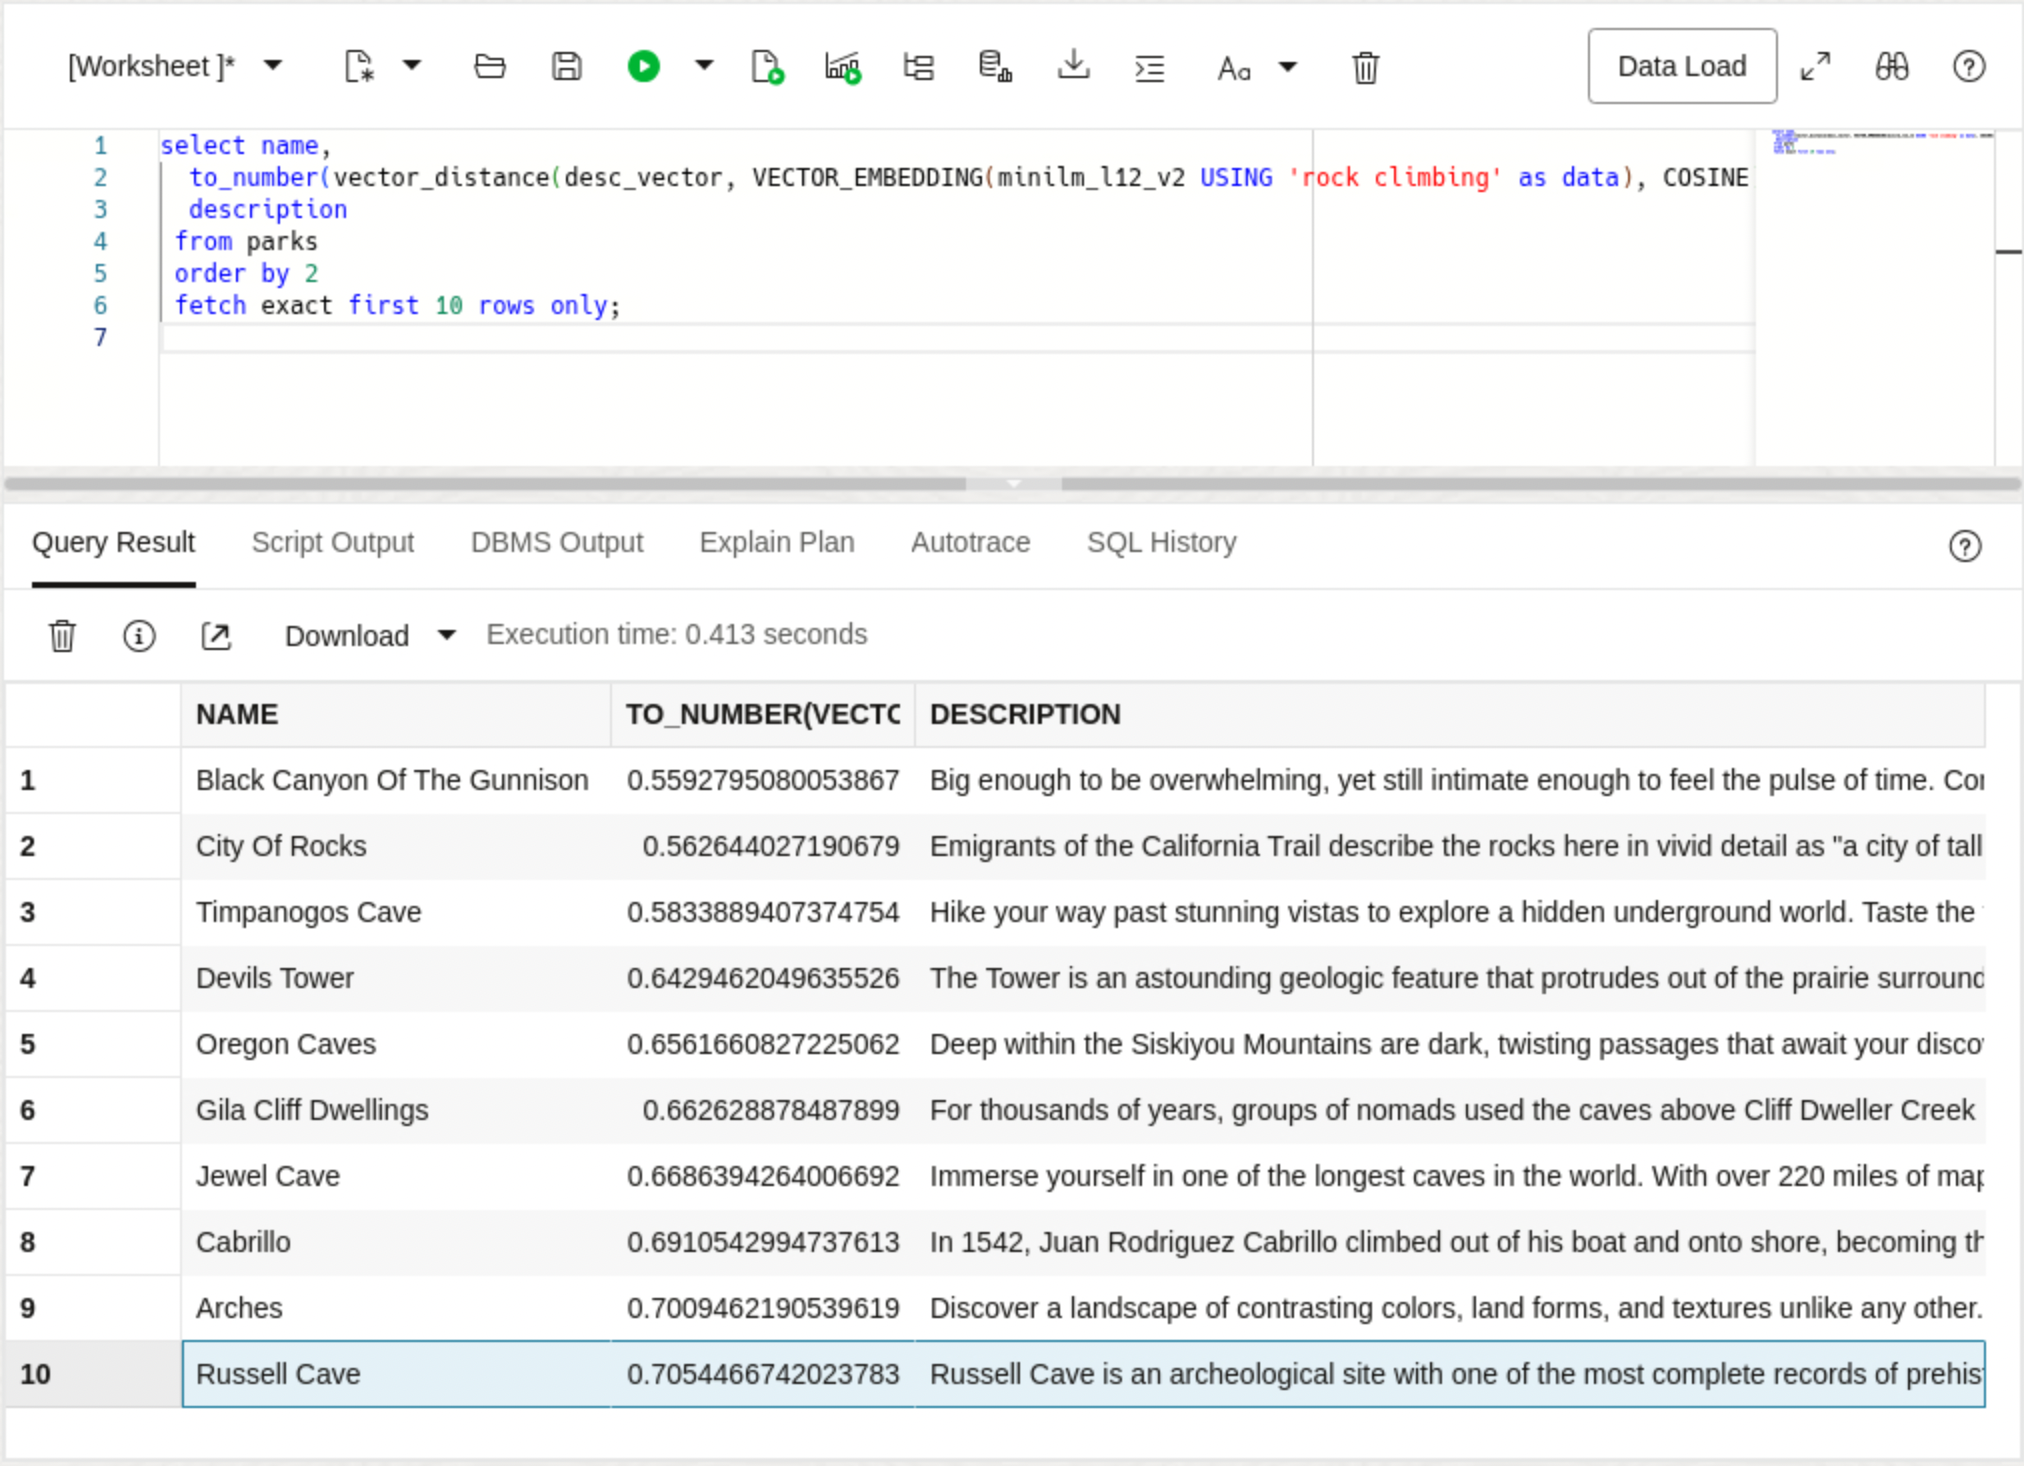 [Worksheet ]*
Aa
Data Load
1 select name,
2 to_number(vector_distance(desc_vector, VECTOR_EMBEDDING(minilm_l12_v2 USING 'rock climbing' as data), COSINE
3 description
4 from parks
5 order by 2
6 fetch exact first 10 rows only;
7
Query Result Script Output DBMS Output Explain Plan Autotrace SQL History
Download Execution time: 0.413 seconds
NAME TO_NUMBER(VECTO DESCRIPTION
1 Black Canyon Of The Gunnison 0.5592795080053867 Big enough to be overwhelming, yet still intimate enough to feel the pulse of time. Cor
2 City Of Rocks 0.562644027190679 Emigrants of the California Trail describe the rocks here in vivid detail as "a city of tall
3 Timpanogos Cave 0.5833889407374754 Hike your way past stunning vistas to explore a hidden underground world. Taste the
4 Devils Tower 0.6429462049635526 The Tower is an astounding geologic feature that protrudes out of the prairie surround
5 Oregon Caves 0.6561660827225062 Deep within the Siskiyou Mountains are dark, twisting passages that await your disco
6 Gila Cliff Dwellings 0.662628878487899 For thousands of years, groups of nomads used the caves above Cliff Dweller Creek
7 Jewel Cave 0.6686394264006692 Immerse yourself in one of the longest caves in the world. With over 220 miles of map
8 Cabrillo 0.6910542994737613 In 1542, Juan Rodriguez Cabrillo climbed out of his boat and onto shore, becoming th
9 Arches 0.7009462190539619 Discover a landscape of contrasting colors, land forms, and textures unlike any other.
10 Russell Cave 0.7054466742023783 Russell Cave is an archeological site with one of the most complete records of prehis